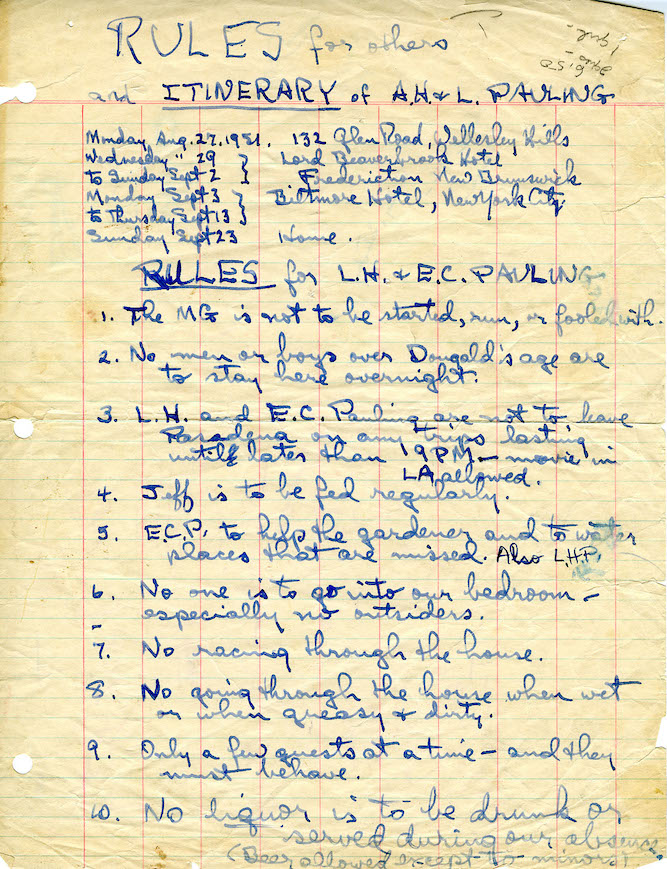 RULES for others
and ITINERARY of A.H. & L. PAULING
Monday, Aug. 27, 1951. 132 Glen Road, Wellesley Hills
Wednesday " 29 } Lord Beaverbrook Hotel
to Sunday Sept 2 } Fredericton New Brunswick
Monday Sept 3 } Biltmore Hotel, New York City
to Thursday Sept 13 }
Sunday Sept 23 Home.
RULES for L.H. & E.C. PAULING
1. The MG is not to be started, run, or fooled with.
2. No men or boys over Dougald's age are
to stay here overnight.
3. L.H. and E.C. Pauling are not to leave
Pasadena on any trips lasting
until later than 9 P.M. – movie in
LA allowed.
4. Jeff is to be fed regularly.
5. E.C.P. to help the gardener and to water
places that are missed. Also L.H.P.
6. No one is to go into our bedroom –
especially no outsiders.
7. No racing through the house.
8. No going through the house when wet
or when greasy & dirty.
9. Only a few guests at a time – and they
must behave.
10. No liquor is to be drunk or
served during our absence.
(Beer allowed except to minors)